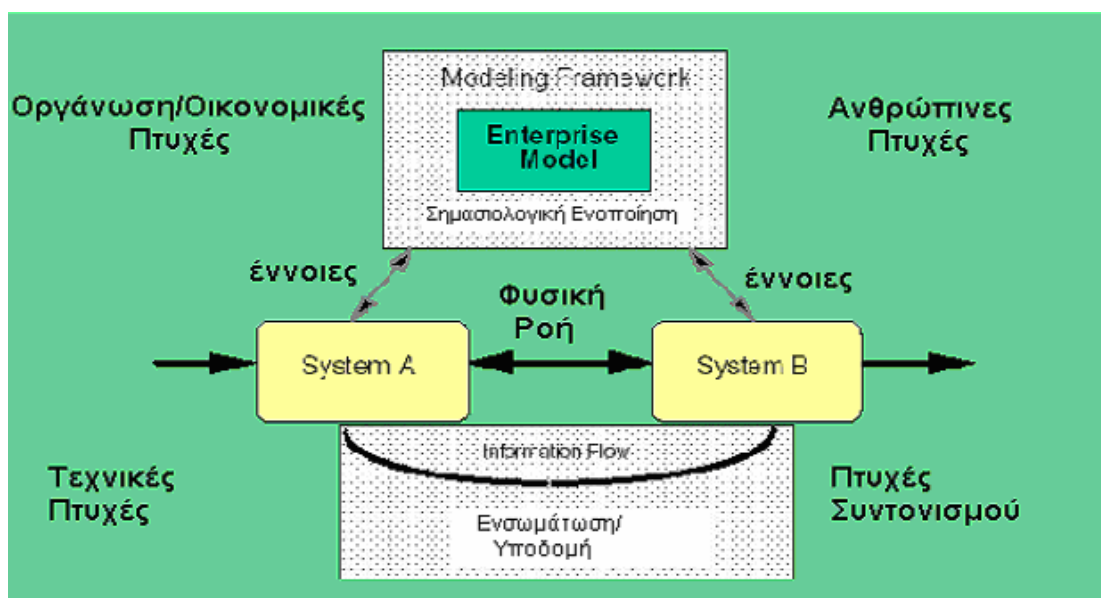 Modeling Framework
Οργάνωση/Οικονομικές
Πτυχές
Ανθρώπινες
Πτυχές
Enterprise
Model
Σημασιολογική Ενοποίηση
έννοιες
έννοιες
Φυσική
Ροή
System A
System B
Information Flow
Τεχνικές
Πτυχές
Πτυχές
Συντονισμού
Ενσωμάτωση/
Υποδομή